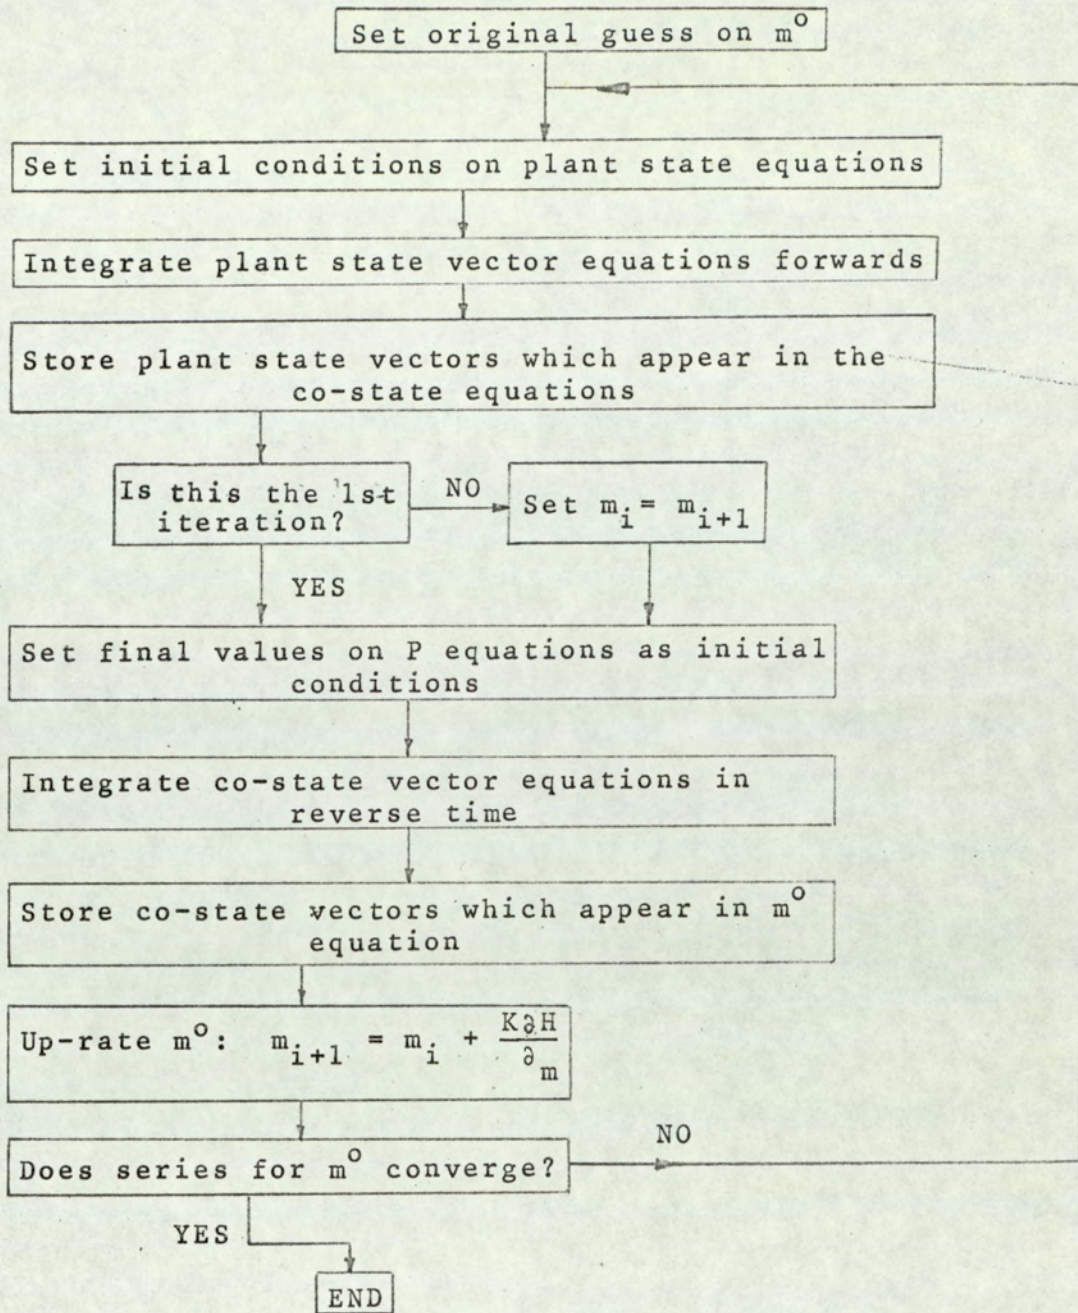 Set original guess on m°
Set initial conditions on plant state equations
Integrate plant state vector equations forwards
Store plant state vectors which appear in the
co-state equations
Is this the 1st
iteration?
NO
Set m_i = m_{i+1}
YES
Set final values on P equations as initial
conditions
Integrate co-state vector equations in
reverse time
Store co-state vectors which appear in m°
equation
Up-rate m°: m_{i+1} = m_i + K∂H/∂m
Does series for m° converge?
NO
YES
END